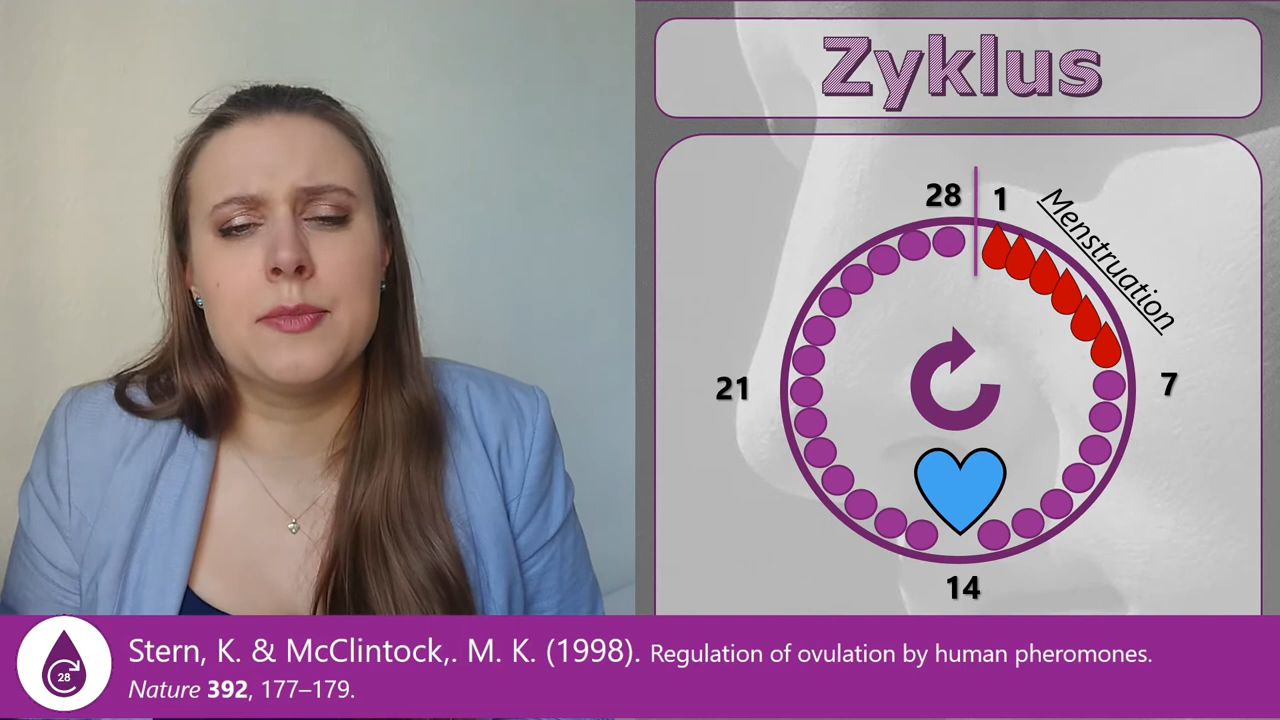 Zyklus
28
1
Menstruation
7
21
14
28
Stern, K. & McClintock,. M. K. (1998). Regulation of ovulation by human pheromones.
Nature 392, 177–179.